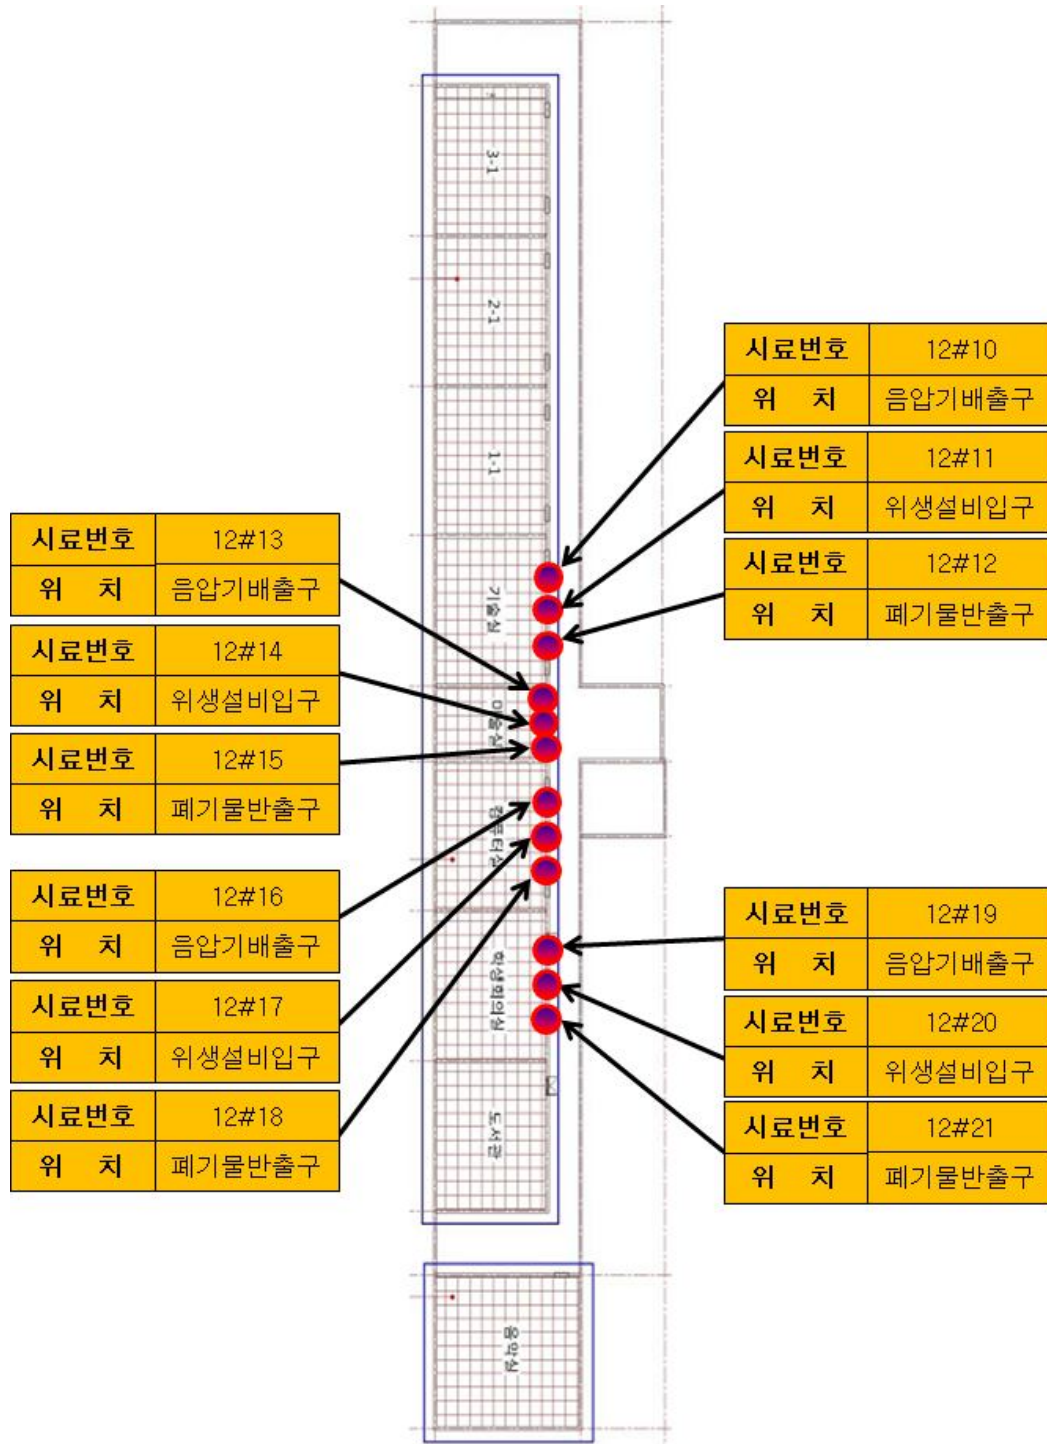 3-1
2-1
1-1
기술실
미술실
컴퓨터실
학생회의실
도서관
음악실
시료번호 12#10
위 치 음압기배출구
시료번호 12#11
위 치 위생설비입구
시료번호 12#12
위 치 폐기물반출구
시료번호 12#13
위 치 음압기배출구
시료번호 12#14
위 치 위생설비입구
시료번호 12#15
위 치 폐기물반출구
시료번호 12#16
위 치 음압기배출구
시료번호 12#17
위 치 위생설비입구
시료번호 12#18
위 치 폐기물반출구
시료번호 12#19
위 치 음압기배출구
시료번호 12#20
위 치 위생설비입구
시료번호 12#21
위 치 폐기물반출구